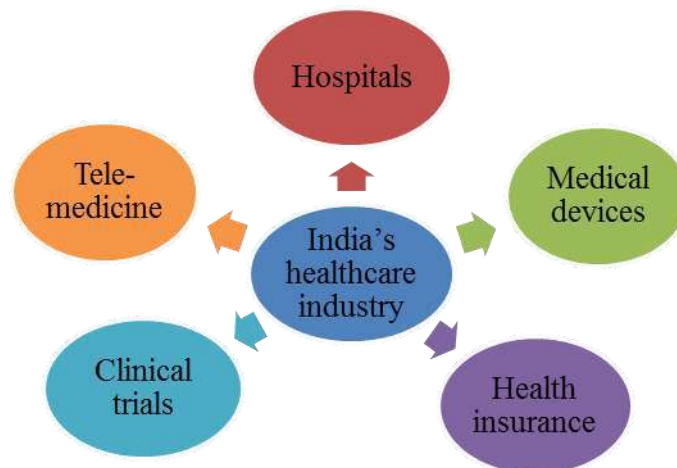 Hospitals
Tele-
medicine
Medical
devices
India’s
healthcare
industry
Clinical
trials
Health
insurance